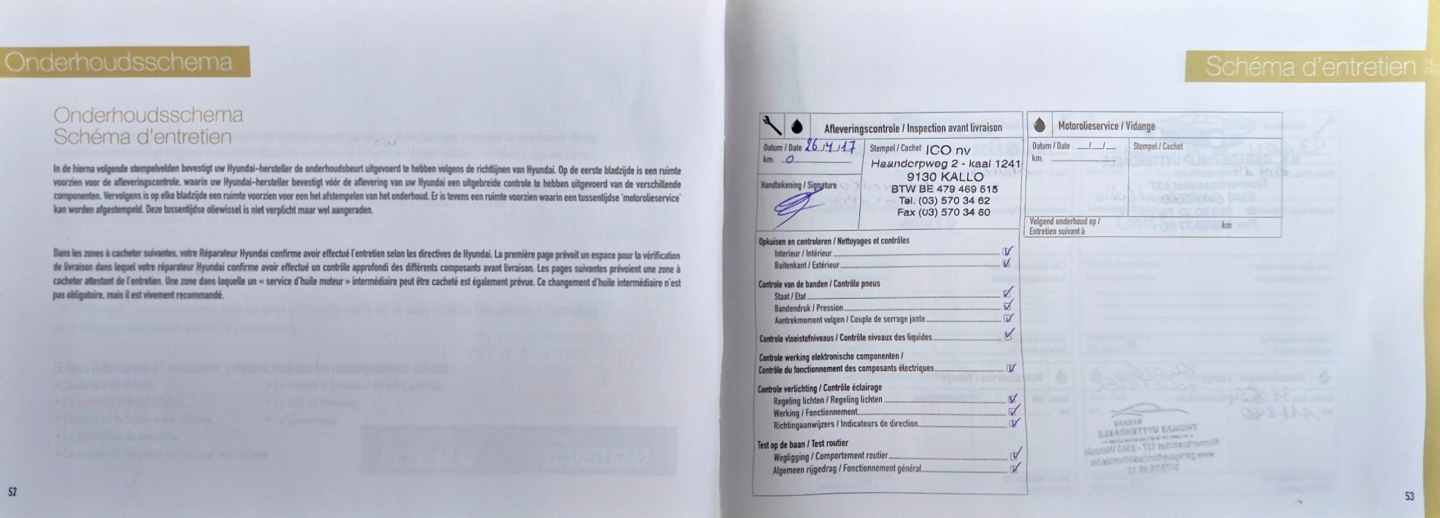 Onderhoudsschema
Onderhoudsschema
Schéma d'entretien
In de hierna volgende stempelvelden bevestigt uw Hyundai-hersteller de onderhoudsbeurt uitgevoerd te hebben volgens de richtlijnen van Hyundai. Op de eerste bladzijde is een ruimte
voorzien voor de afleveringscontrole, waarin uw Hyundai-hersteller bevestigt vóór de aflevering van uw Hyundai een uitgebreide controle te hebben uitgevoerd van de verschillende
componenten. Vervolgens is op elke bladzijde een ruimte voorzien voor het afstempelen van het onderhoud. Er is tevens een ruimte voorzien waarin een tussentijdse 'motorolieservice'
kan worden afgestempeld. Deze tussentijdse oliewissel is niet verplicht maar wel aangeraden.
Dans les zones à cacheter suivantes, votre Réparateur Hyundai confirme avoir effectué l'entretien selon les directives de Hyundai. La première page prévoit un espace pour la vérification
de livraison dans lequel votre réparateur Hyundai confirme avoir effectué un contrôle approfondi des différents composants avant livraison. Les pages suivantes prévoient une zone à
cacheter attestant de l'entretien. Une zone dans laquelle un « service d'huile moteur » intermédiaire peut être cacheté est également prévue. Ce changement d'huile intermédiaire n'est
pas obligatoire, mais il est vivement recommandé.
52
Schéma d'entretien
NL
FR
Afleveringscontrole / Inspection avant livraison
Datum / Date 26/4/17
km: 0
Handtekening / Signature
Stempel / Cachet
ICO nv
Haanderpweg 2 - kaai 1241
9130 KALLO
BTW BE 479 469 515
Tel. (03) 570 34 62
Fax (03) 570 34 60
Opkuisen en controleren / Nettoyages et contrôles
Interieur / Intérieur
Buitenkant / Extérieur
Controle van de banden / Contrôle pneus
Staat / Etat
Bandendruk / Pression
Aantrekmoment velgen / Couple de serrage jante
Controle vloeistofniveaus / Contrôle niveaux des liquides
Controle werking elektronische componenten /
Contrôle du fonctionnement des composants électriques
Controle verlichting / Contrôle éclairage
Regeling lichten / Regeling lichten
Werking / Fonctionnement
Richtingaanwijzers / Indicateurs de direction
Test op de baan / Test routier
Wegligging / Comportement routier
Algemeen rijgedrag / Fonctionnement général
Motorolieservice / Vidange
Datum / Date __/__/__ Stempel / Cachet
km:
Volgend onderhoud op /
Entretien suivant à
km
53